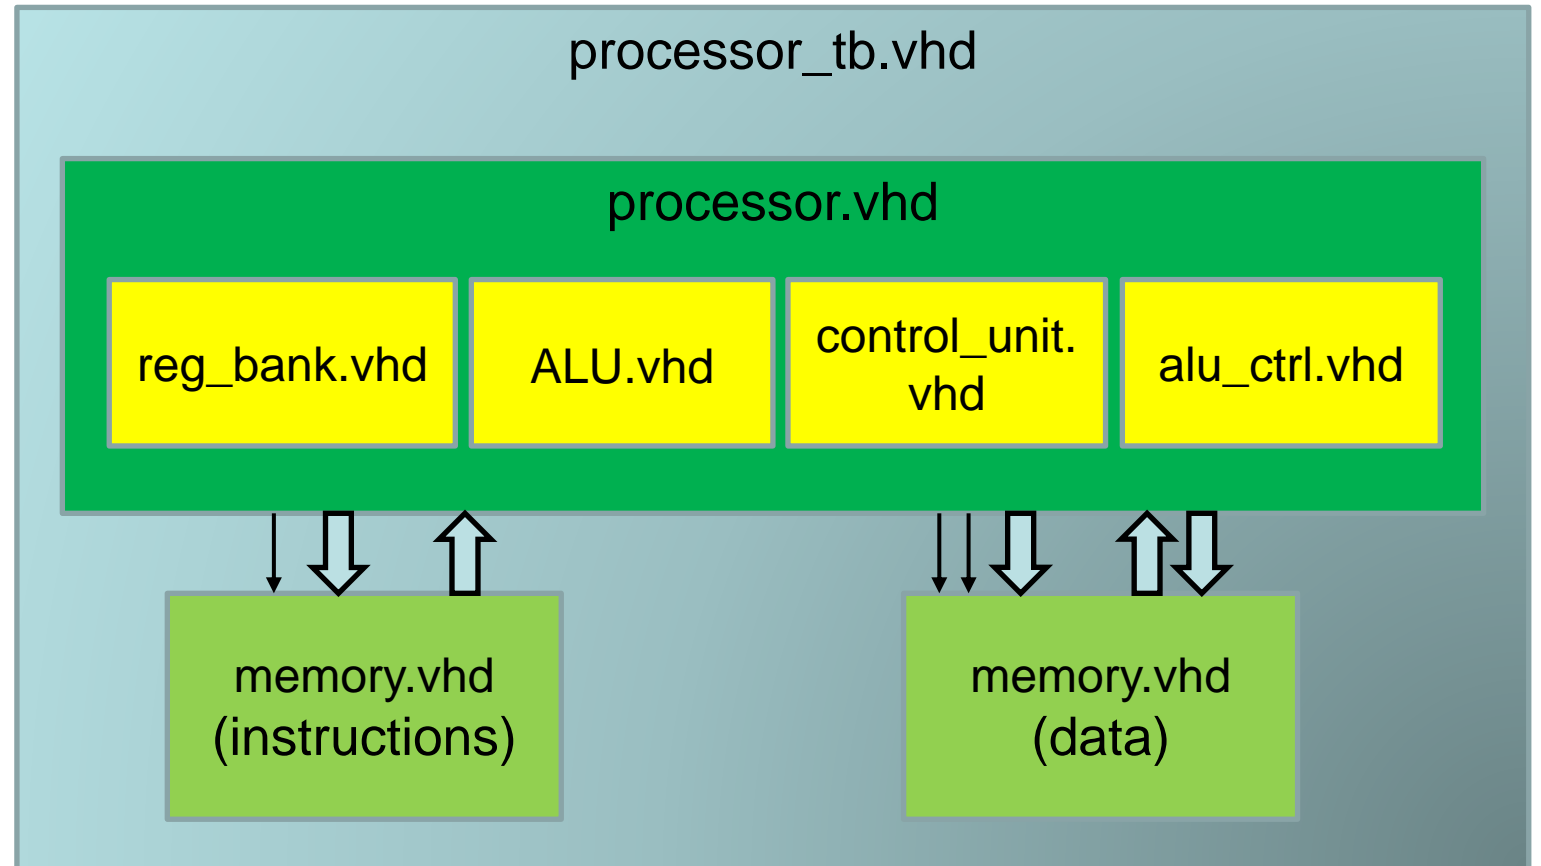 processor_tb.vhd
processor.vhd
reg_bank.vhd
ALU.vhd
control_unit.
vhd
alu_ctrl.vhd
memory.vhd
(instructions)
memory.vhd
(data)